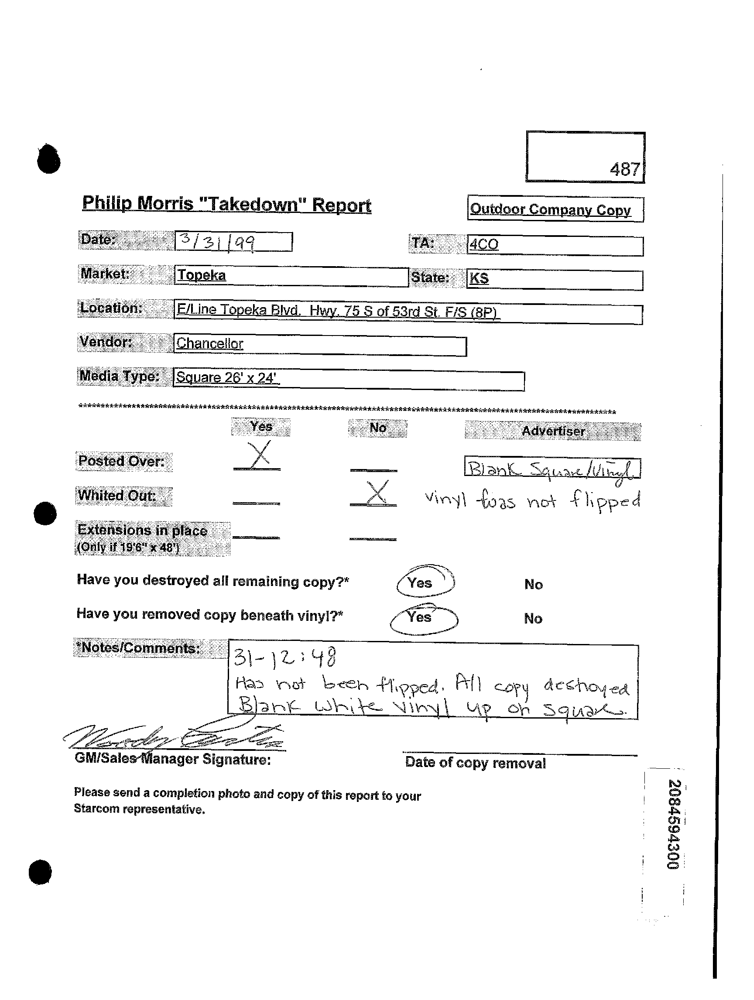 487
Philip Morris "Takedown" Report
Outdoor Company Copy
Date: 3/31/99 TA: 4CO
Market: Topeka State: KS
Location: E/Line Topeka Blvd. Hwy. 75 S of 53rd St. F/S (8P)
Vendor: Chancellor
Media Type: Square 26' x 24'
Yes No Advertiser
Posted Over: X Blank Square/Vinyl
Whited Out: X vinyl was not flipped
Extensions in place
(Only if 19'6" x 48')
Have you destroyed all remaining copy?* Yes No
Have you removed copy beneath vinyl?* Yes No
*Notes/Comments: 31-12:48
Has not been flipped. All copy destroyed
Blank white vinyl up on square.
GM/Sales Manager Signature: Date of copy removal
Please send a completion photo and copy of this report to your
Starcom representative.
2084594300